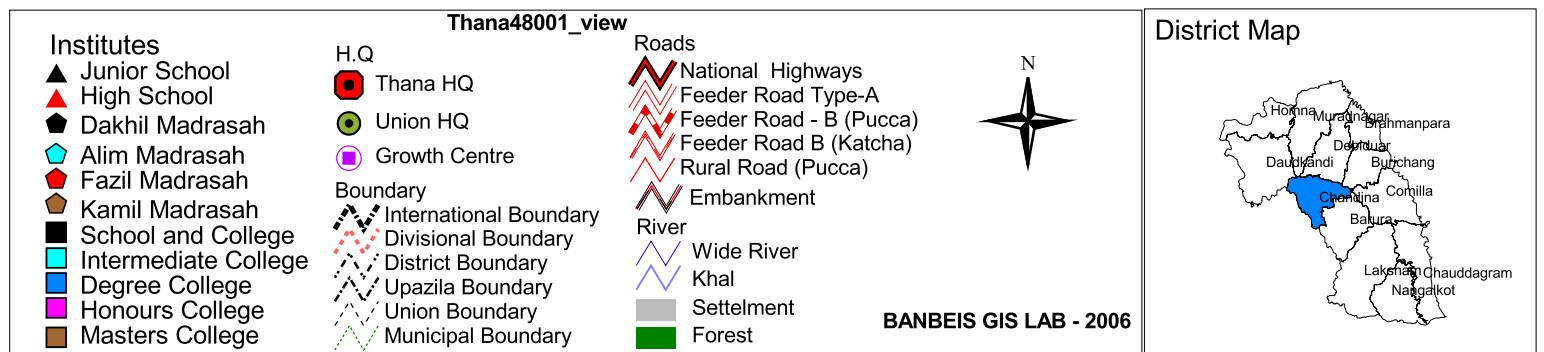 Thana48001_view
Institutes
Junior School
High School
Dakhil Madrasah
Alim Madrasah
Fazil Madrasah
Kamil Madrasah
School and College
Intermediate College
Degree College
Honours College
Masters College
H.Q
Thana HQ
Union HQ
Growth Centre
Boundary
International Boundary
Divisional Boundary
District Boundary
Upazila Boundary
Union Boundary
Municipal Boundary
Roads
National Highways
Feeder Road Type-A
Feeder Road - B (Pucca)
Feeder Road B (Katcha)
Rural Road (Pucca)
Embankment
River
Wide River
Khal
Settelment
Forest
N
BANBEIS GIS LAB - 2006
District Map
Homna
Muradnagar
Brahmanpara
Debiduar
Daudkandi
Burichang
Chandina
Comilla
Barura
Laksham
Chauddagram
Nangalkot